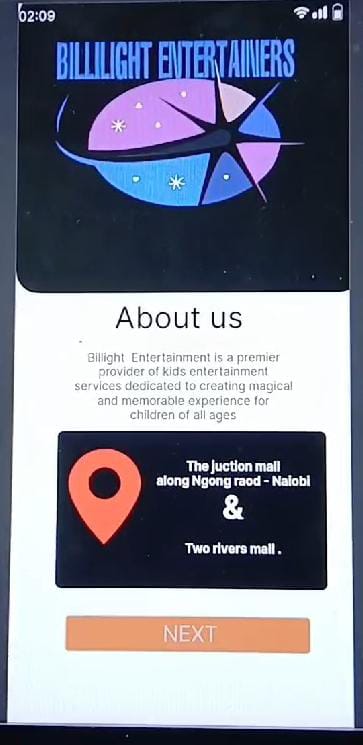 02:09
BILLILIGHT ENTERTAINERS
About us
Billight Entertainment is a premier
provider of kids entertainment
services dedicated to creating magical
and memorable experience for
children of all ages
The juction mall
along Ngong raod - Naiobi
&
Two rivers mall .
NEXT